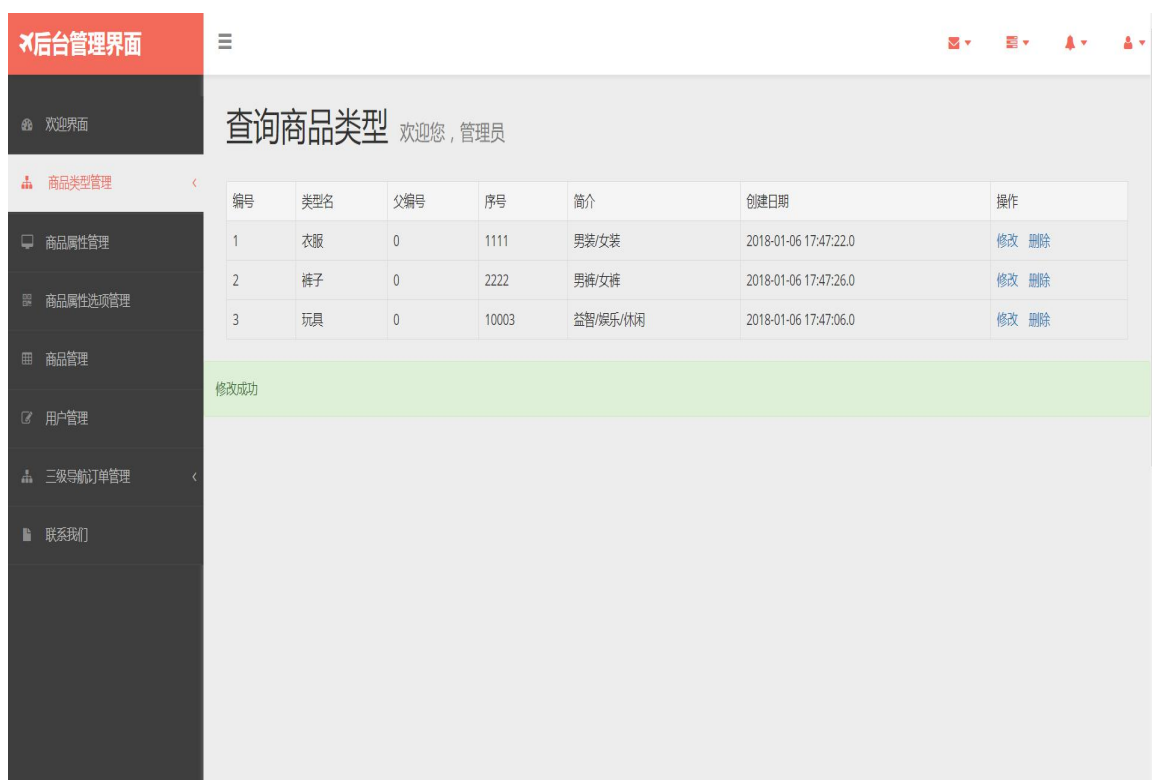 后台管理界面
欢迎界面
商品类型管理
商品属性管理
商品属性选项管理
商品管理
用户管理
三级导航订单管理
联系我们
查询商品类型 欢迎您，管理员
编号 类型名 父编号 序号 简介 创建日期 操作
1 衣服 0 1111 男装/女装 2018-01-06 17:47:22.0 修改 删除
2 裤子 0 2222 男裤/女裤 2018-01-06 17:47:26.0 修改 删除
3 玩具 0 10003 益智/娱乐/休闲 2018-01-06 17:47:06.0 修改 删除
修改成功